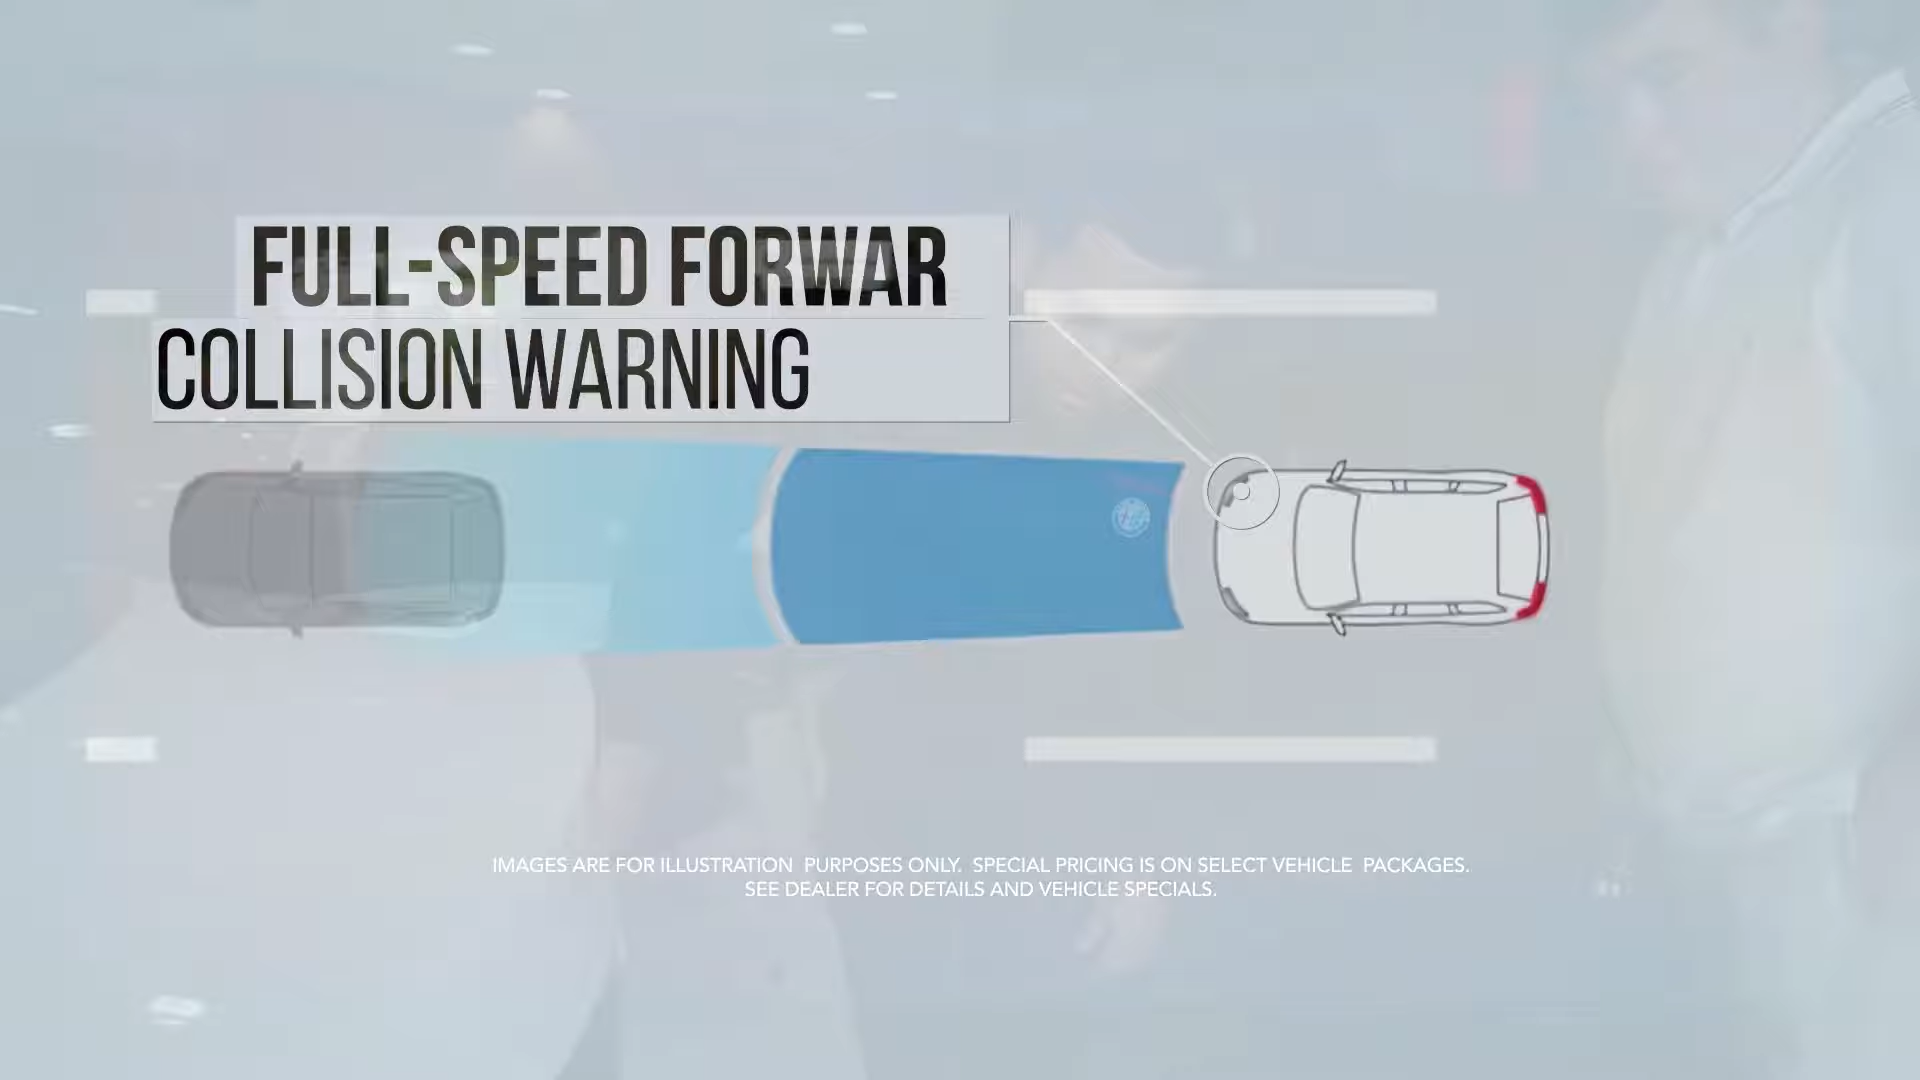 FULL-SPEED FORWAR
COLLISION WARNING
IMAGES ARE FOR ILLUSTRATION PURPOSES ONLY. SPECIAL PRICING IS ON SELECT VEHICLE PACKAGES.
SEE DEALER FOR DETAILS AND VEHICLE SPECIALS.